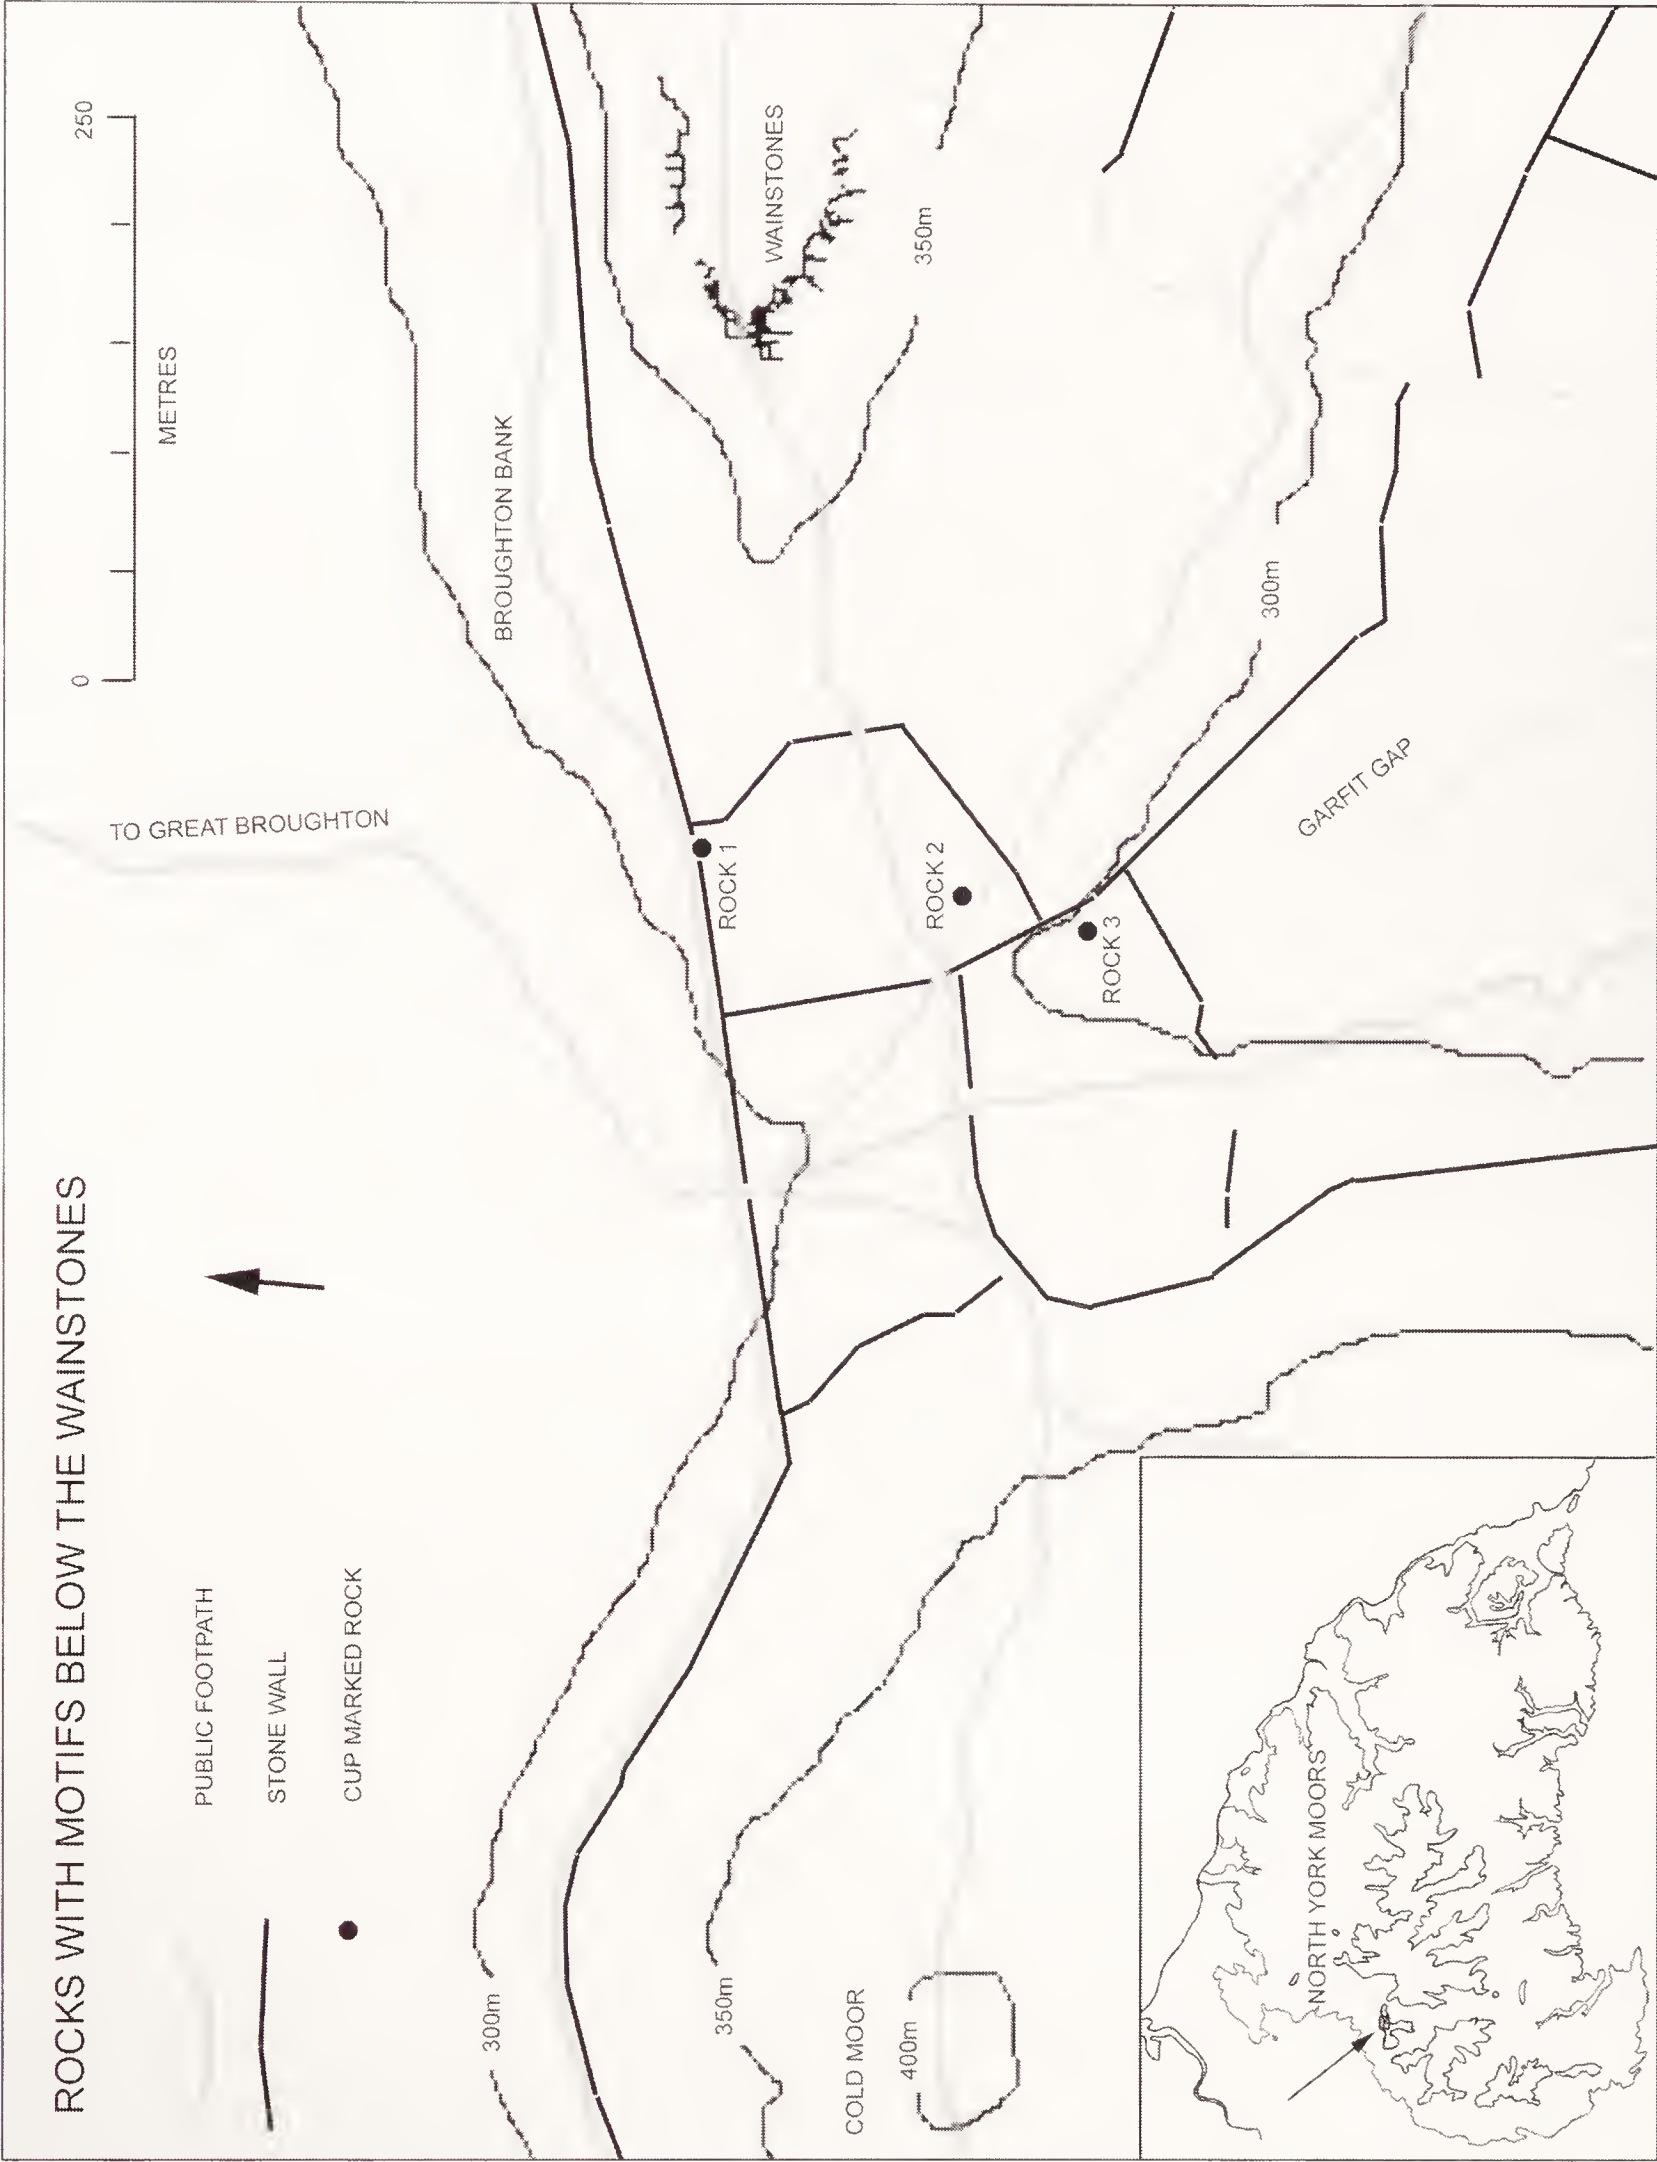 ROCKS WITH MOTIFS BELOW THE WAINSTONES
0
250
METRES
PUBLIC FOOTPATH
STONE WALL
CUP MARKED ROCK
TO GREAT BROUGHTON
BROUGHTON BANK
WAINSTONES
300m
350m
350m
COLD MOOR
400m
ROCK 1
ROCK 2
ROCK 3
300m
GARFIT GAP
NORTH YORK MOORS